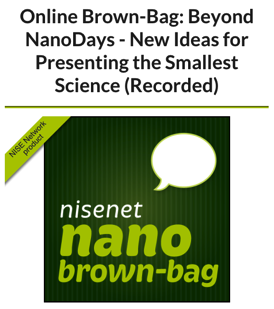 Online Brown-Bag: Beyond
NanoDays - New Ideas for
Presenting the Smallest
Science (Recorded)
NISE Network
product
nisenet
nano
brown-bag